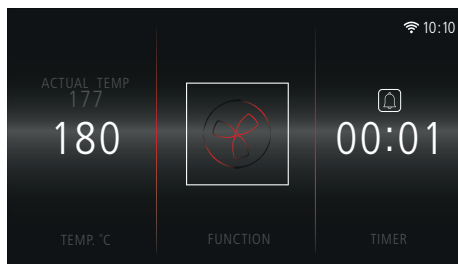 10:10
ACTUAL TEMP
177
180
00:01
TEMP. °C
FUNCTION
TIMER